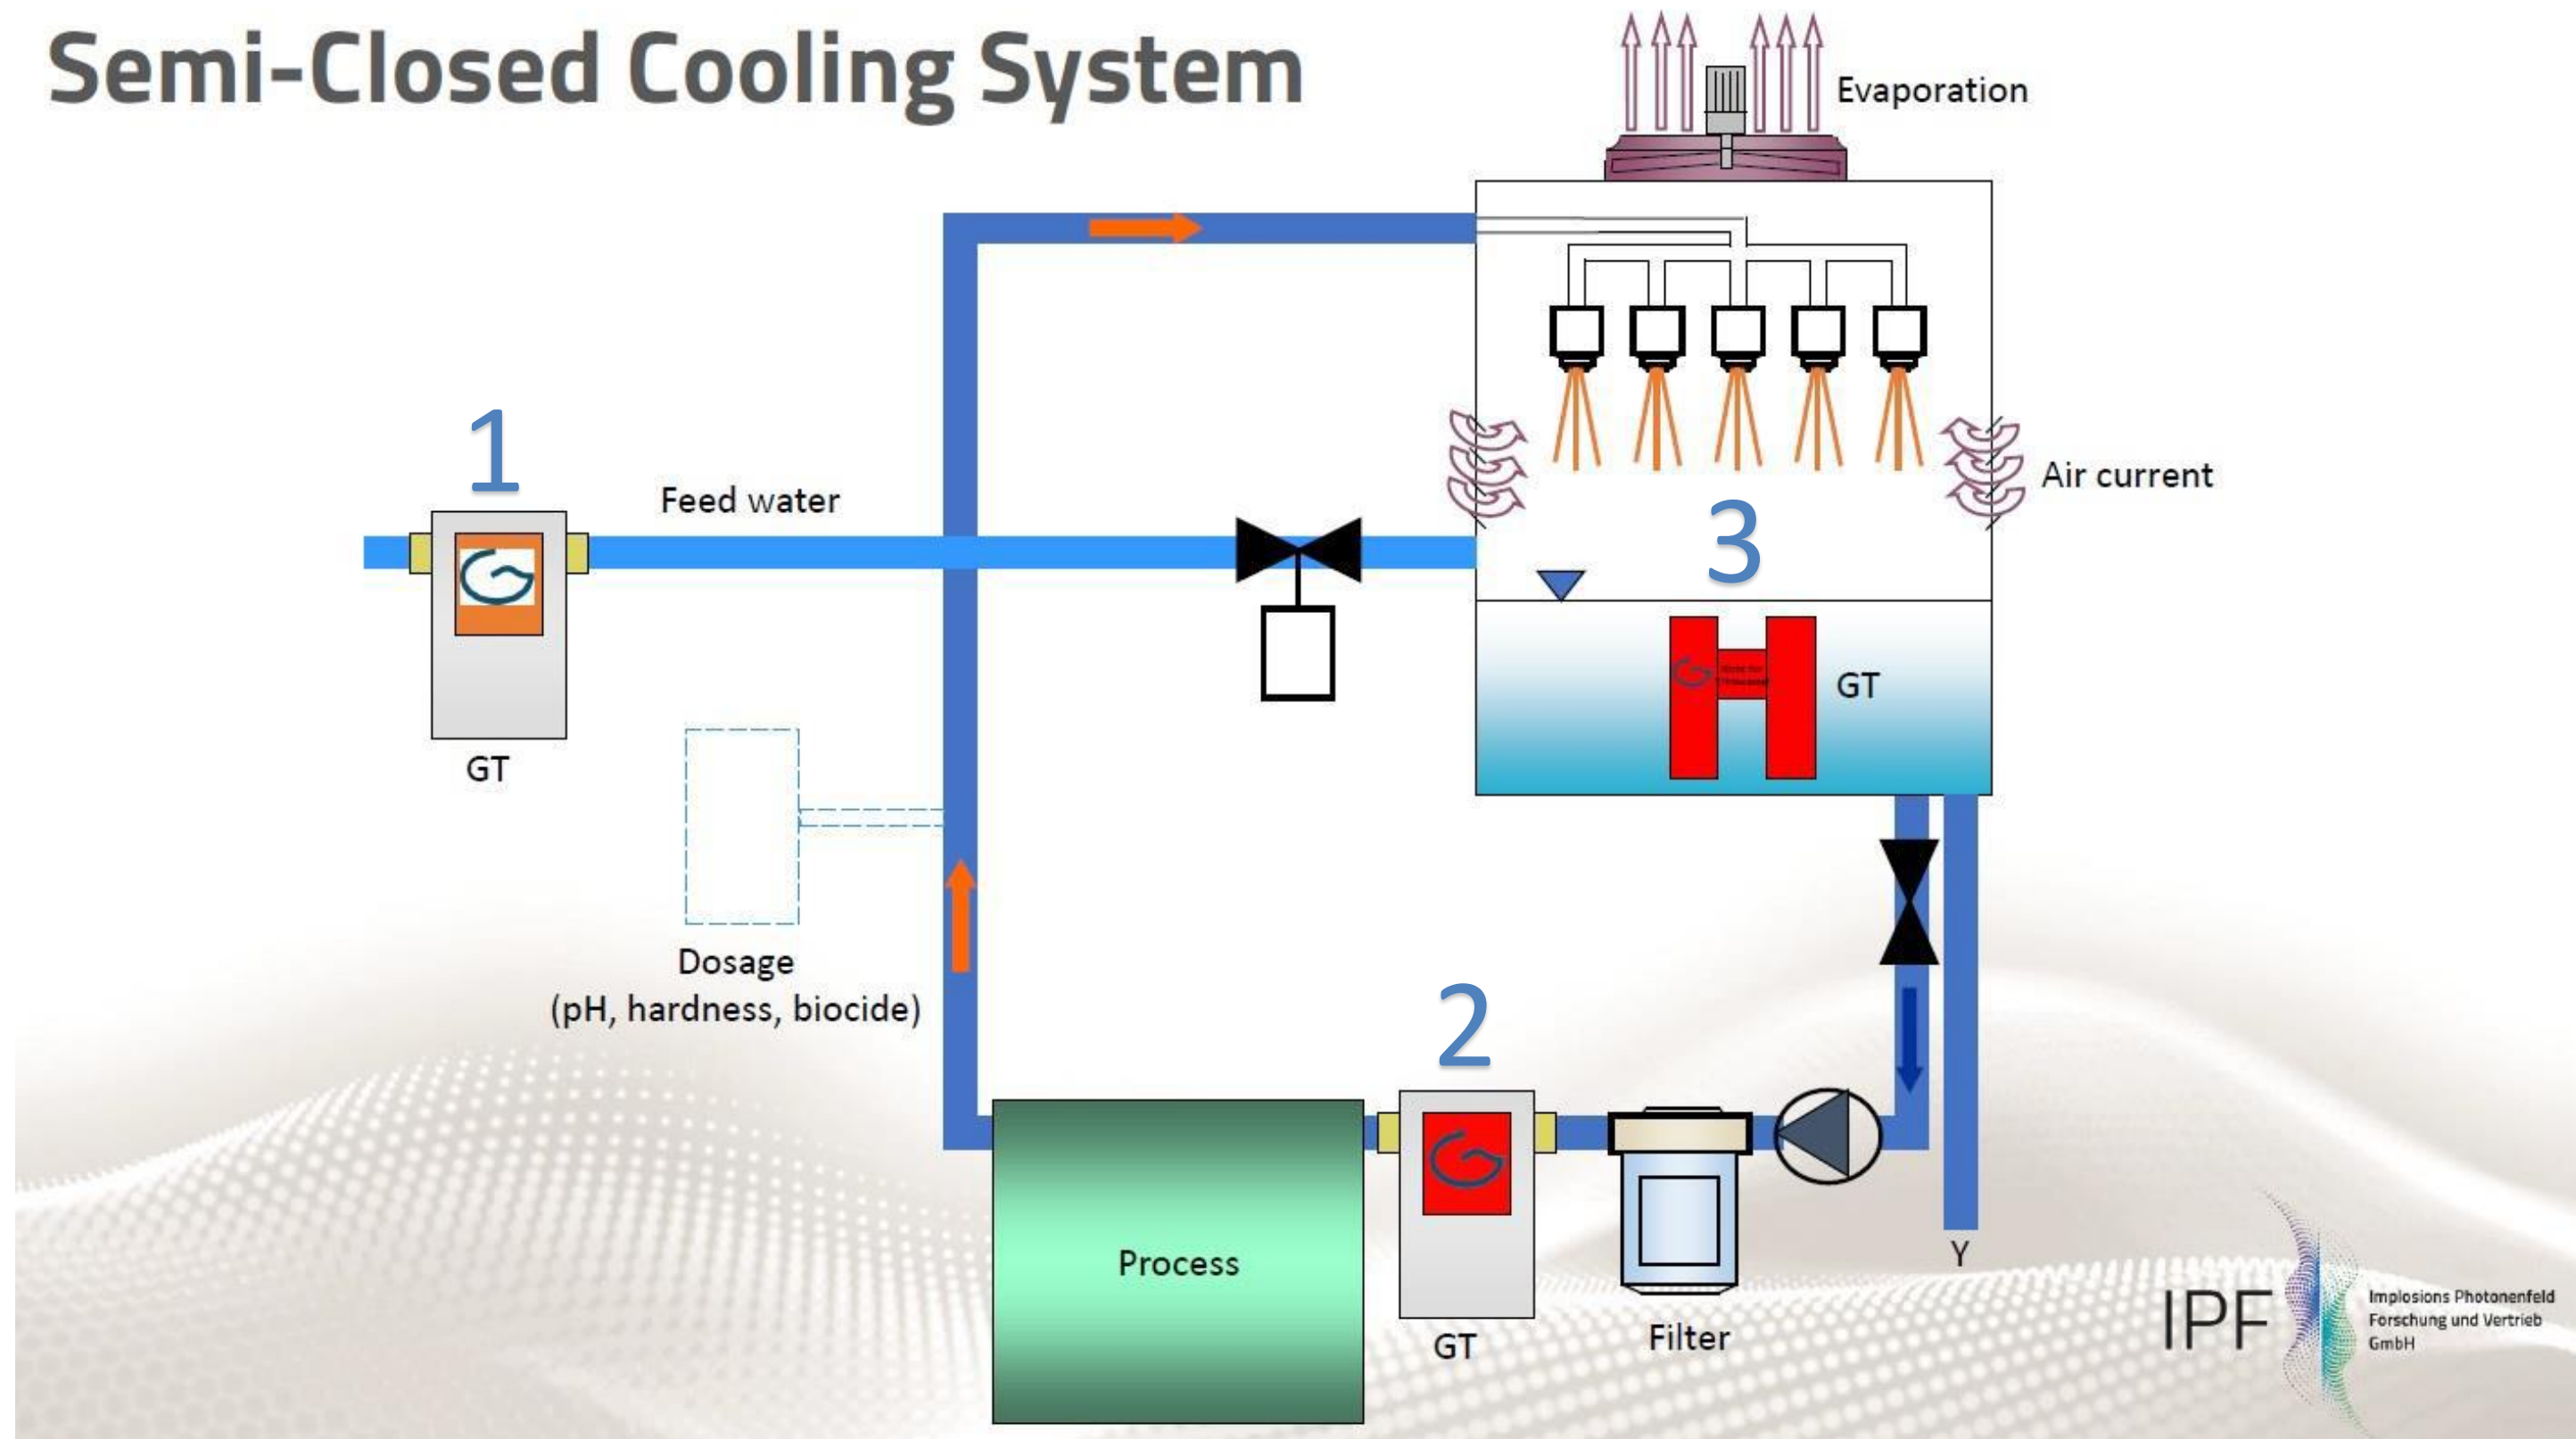 Semi-Closed Cooling System
Evaporation
1
Feed water
Air current
3
GT
GT
Dosage
(pH, hardness, biocide)
2
Process
GT
Filter
Y
IPF
Implosions Photonenfeld
Forschung und Vertrieb
GmbH